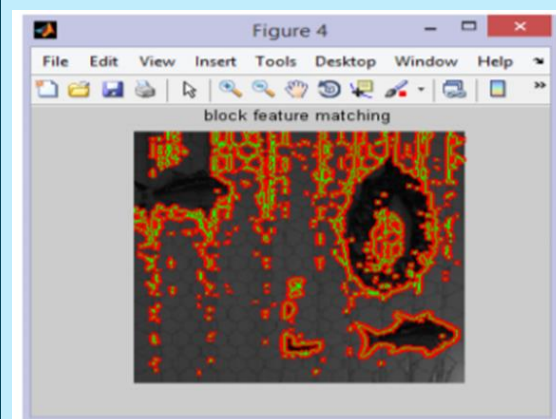 Figure 4
File Edit View Insert Tools Desktop Window Help
block feature matching